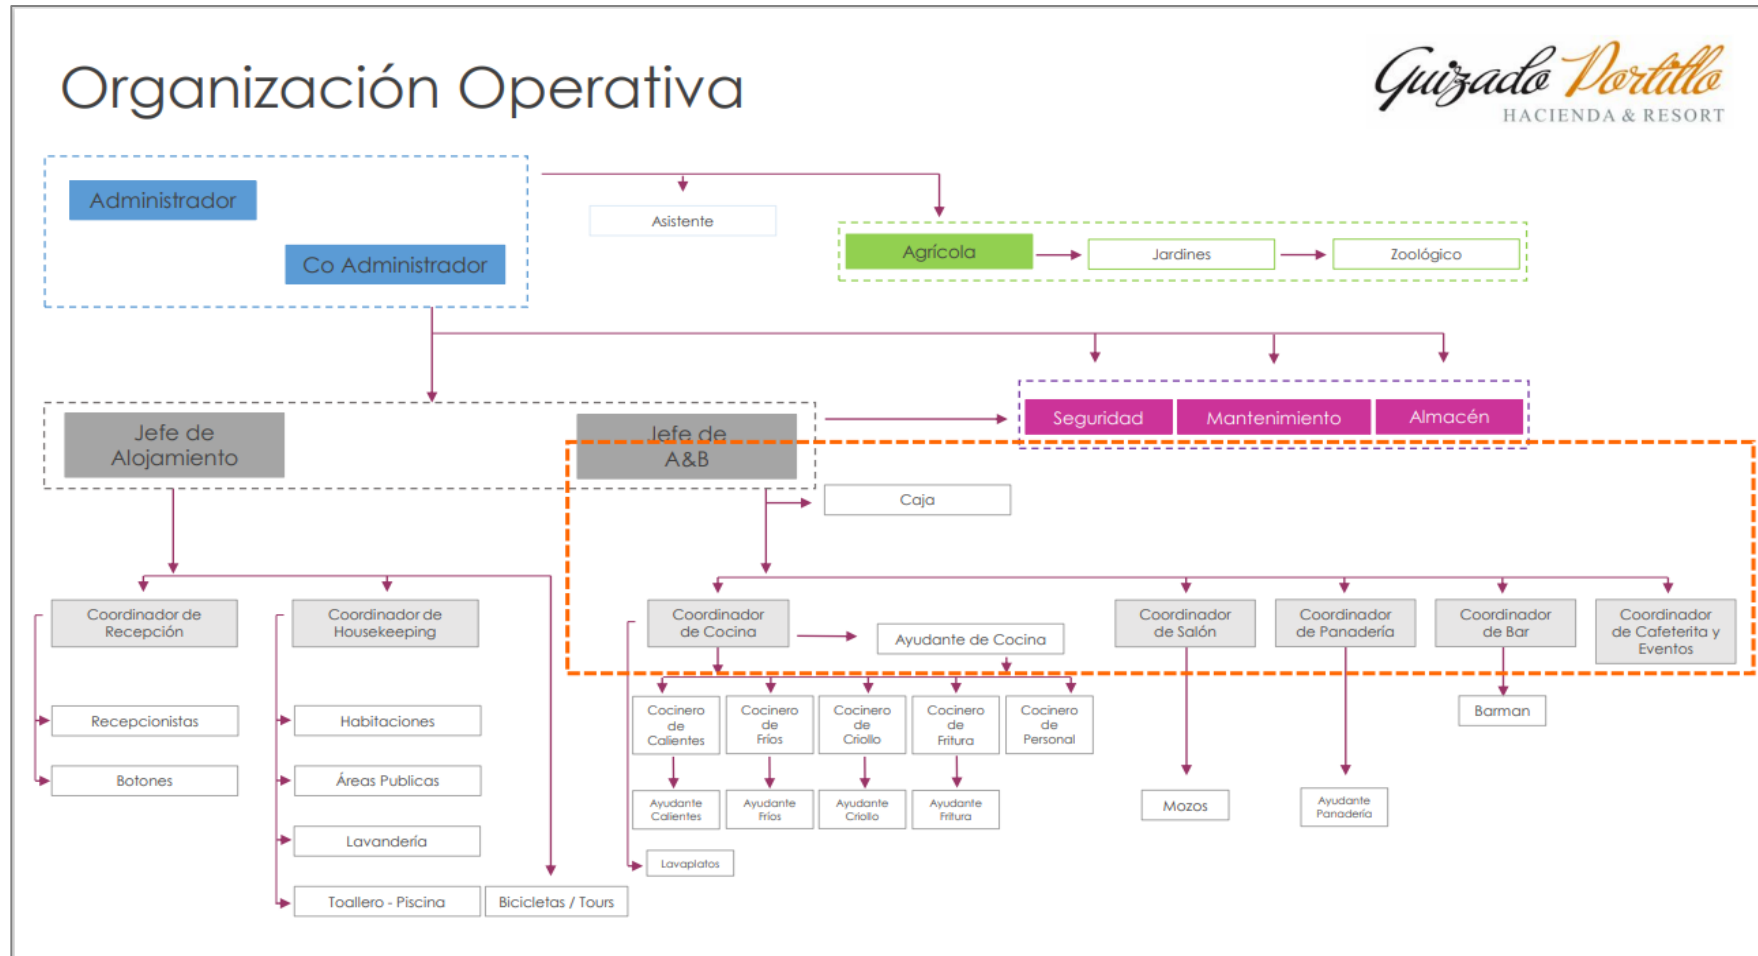 Organización Operativa
Guizado Portillo
HACIENDA & RESORT
Administrador
Co Administrador
Asistente
Agrícola
Jardines
Zoológico
Jefe de
Alojamiento
Jefe de
A&B
Seguridad
Mantenimiento
Almacén
Caja
Coordinador de
Recepción
Coordinador de
Housekeeping
Coordinador
de Cocina
Ayudante de Cocina
Coordinador
de Salón
Coordinador
de Panadería
Coordinador
de Bar
Coordinador
de Cafeterita y
Eventos
Recepcionistas
Botones
Habitaciones
Áreas Publicas
Lavandería
Toallero - Piscina
Bicicletas / Tours
Cocinero
de
Calientes
Cocinero
de
Fríos
Cocinero
de
Criollo
Cocinero
de
Fritura
Cocinero
de
Personal
Ayudante
Calientes
Ayudante
Fríos
Ayudante
Criollo
Ayudante
Fritura
Lavaplatos
Mozos
Ayudante
Panadería
Barman